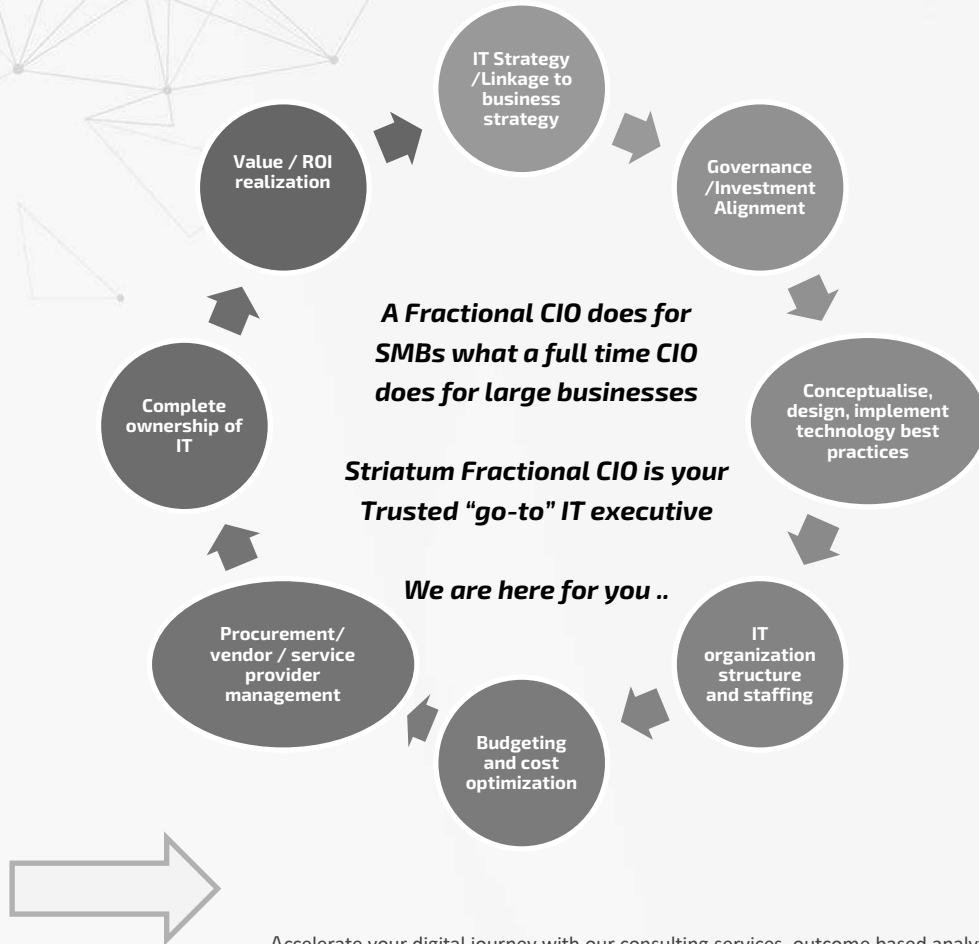 IT Strategy
/Linkage to
business
strategy
Governance
/Investment
Alignment
Conceptualise,
design, implement
technology best
practices
IT
organization
structure
and staffing
Budgeting
and cost
optimization
Procurement/
vendor / service
provider
management
Complete
ownership of
IT
Value / ROI
realization
A Fractional CIO does for
SMBs what a full time CIO
does for large businesses
Striatum Fractional CIO is your
Trusted “go-to” IT executive
We are here for you ..
Accelerate your digital journey with our consulting services, outcome based